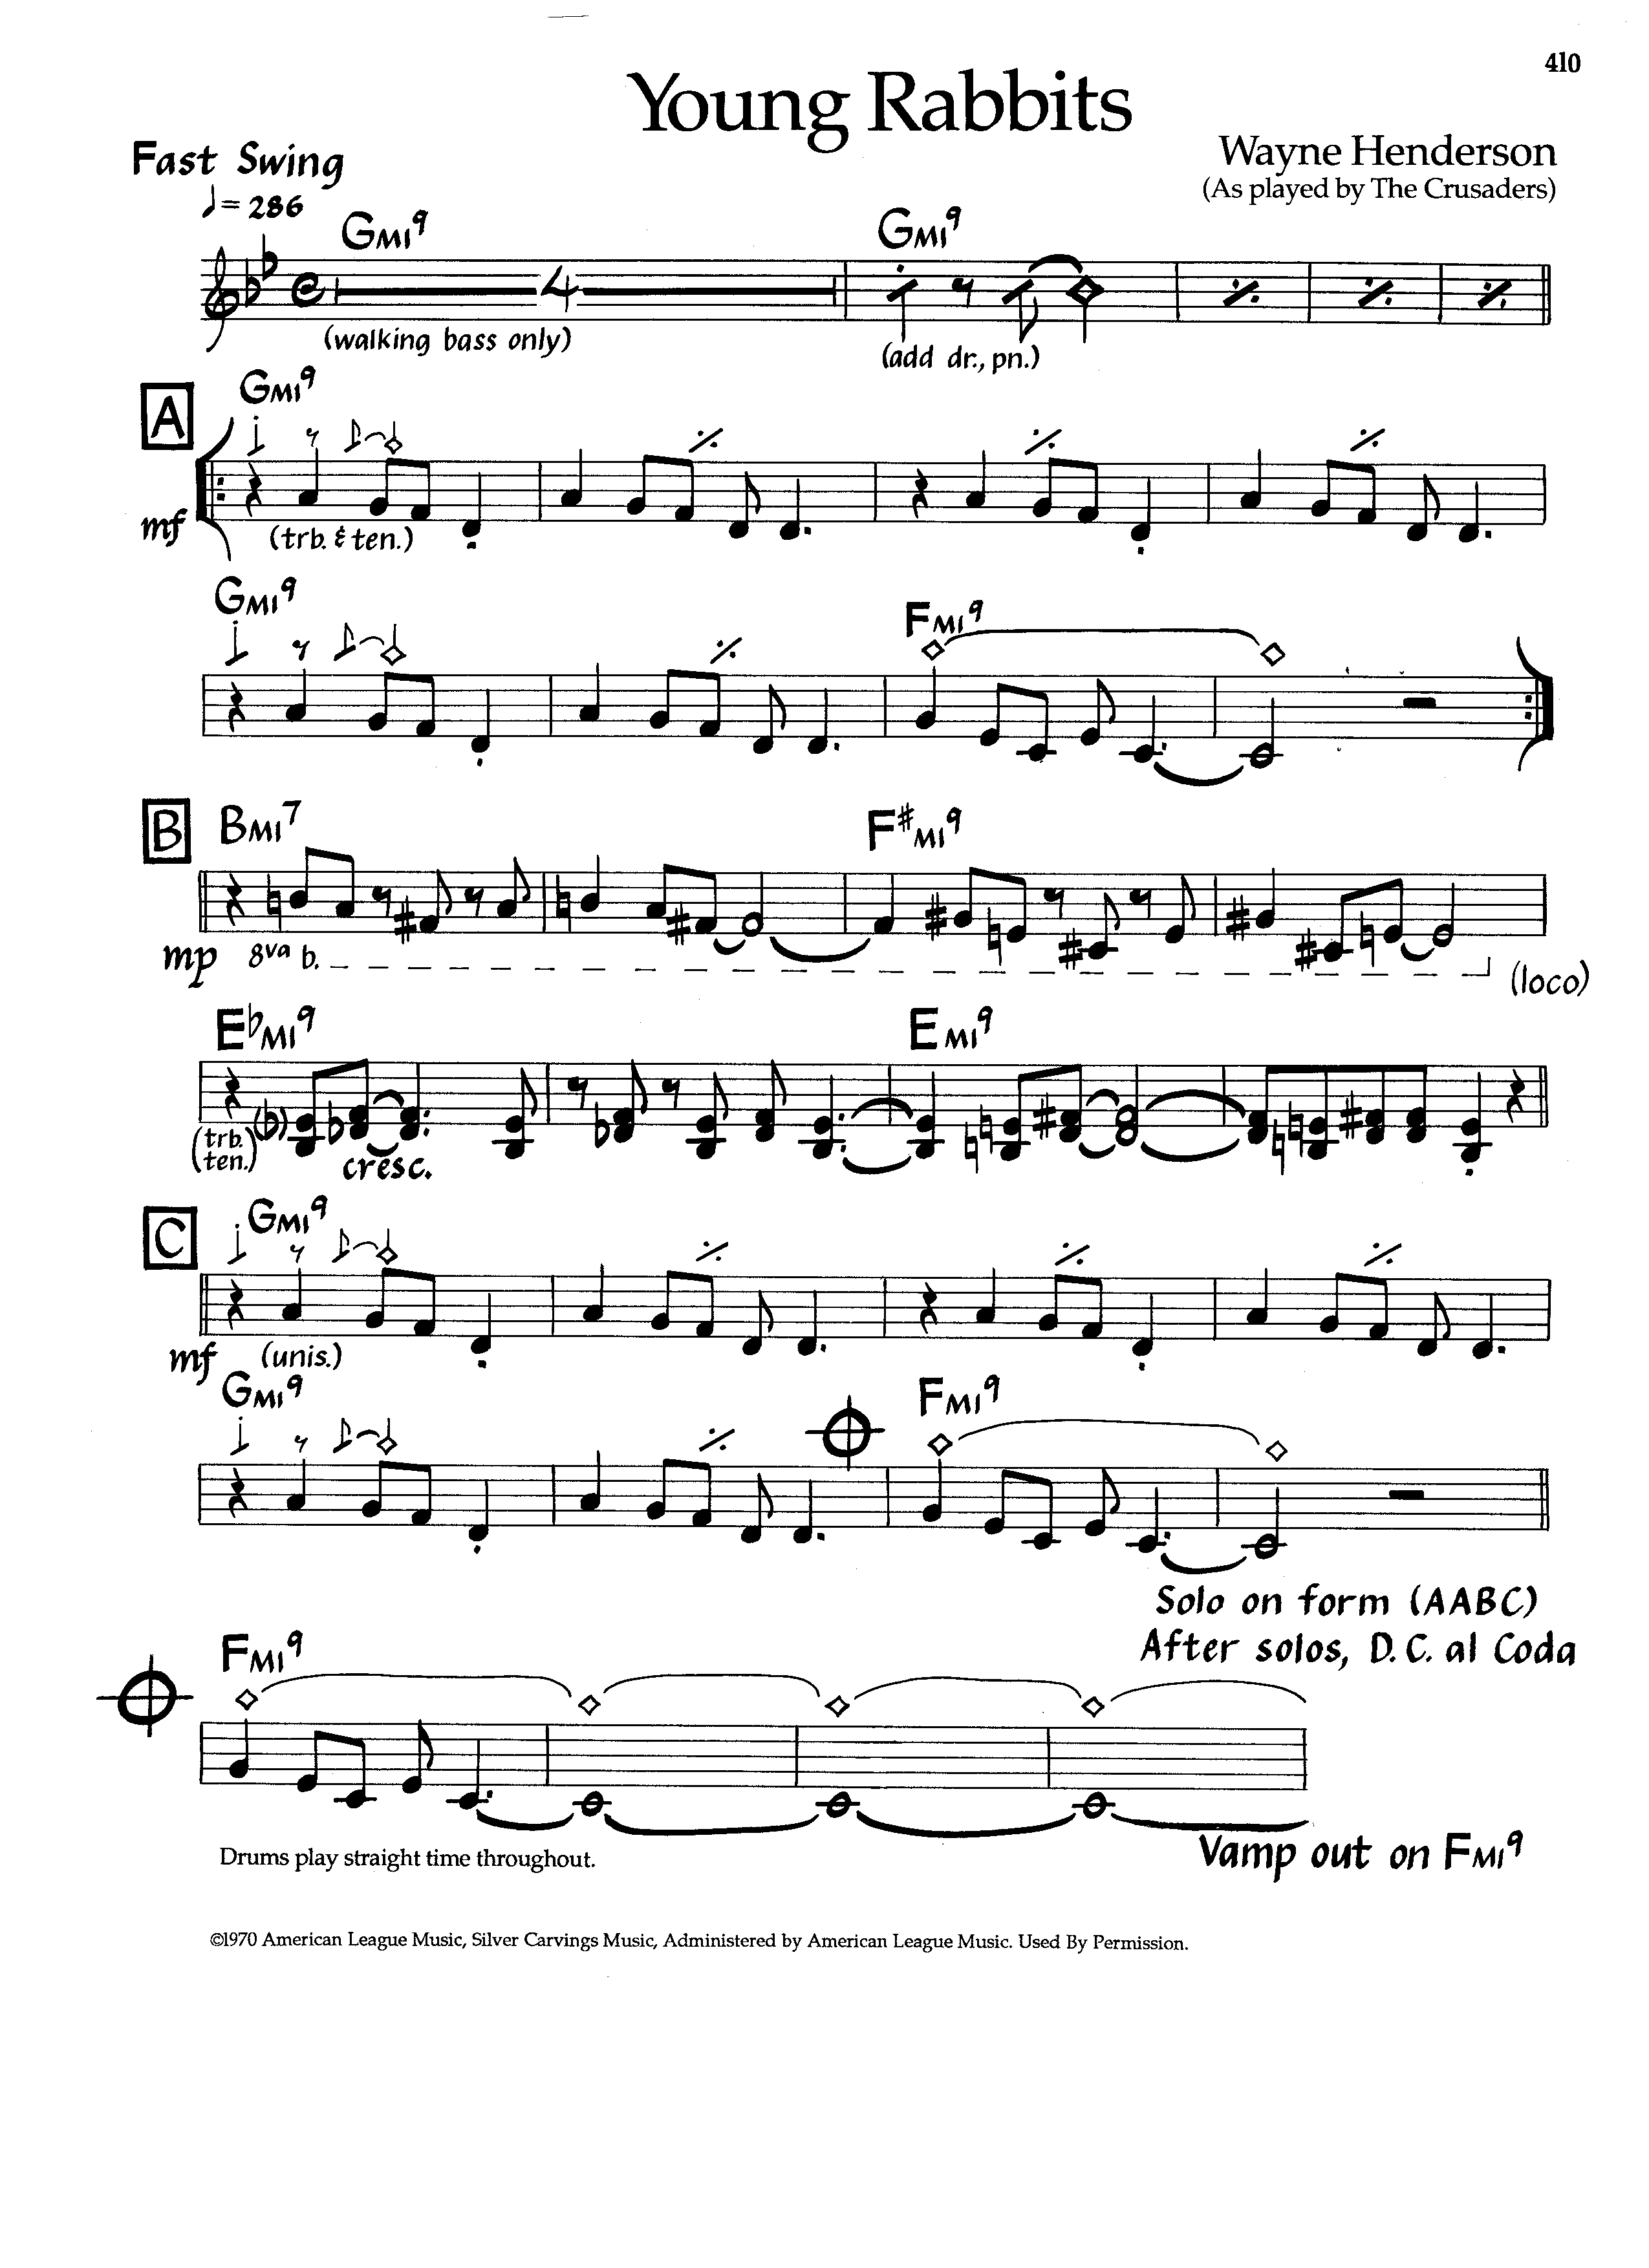 410
Young Rabbits
Fast Swing
Wayne Henderson
(As played by The Crusaders)
♩= 286
GMI9 GMI9
4
(walking bass only) (add dr., pn.)
A GMI9
mf (trb. & ten.)
GMI9 FMI9
B BMI7 F#MI9
mp 8va b. (loco)
E♭MI9 EMI9
(trb.
ten.) cresc.
C GMI9
mf (unis.)
GMI9 FMI9
Solo on form (AABC)
After solos, D.C. al Coda
FMI9
Drums play straight time throughout. Vamp out on FMI9
©1970 American League Music, Silver Carvings Music, Administered by American League Music. Used By Permission.